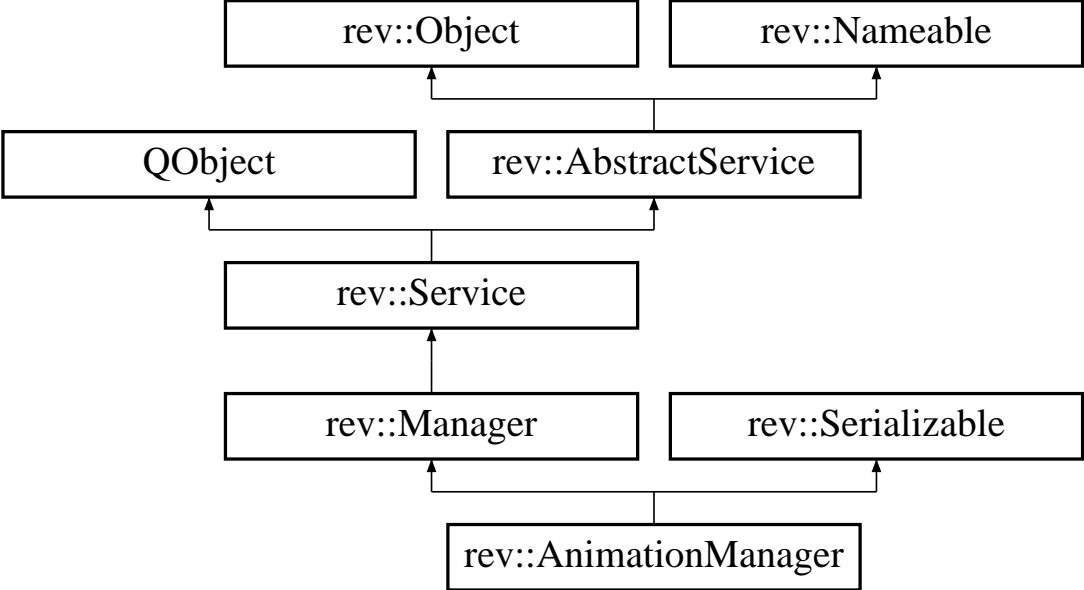 rev::Object
rev::Nameable
QObject
rev::AbstractService
rev::Service
rev::Manager
rev::Serializable
rev::AnimationManager